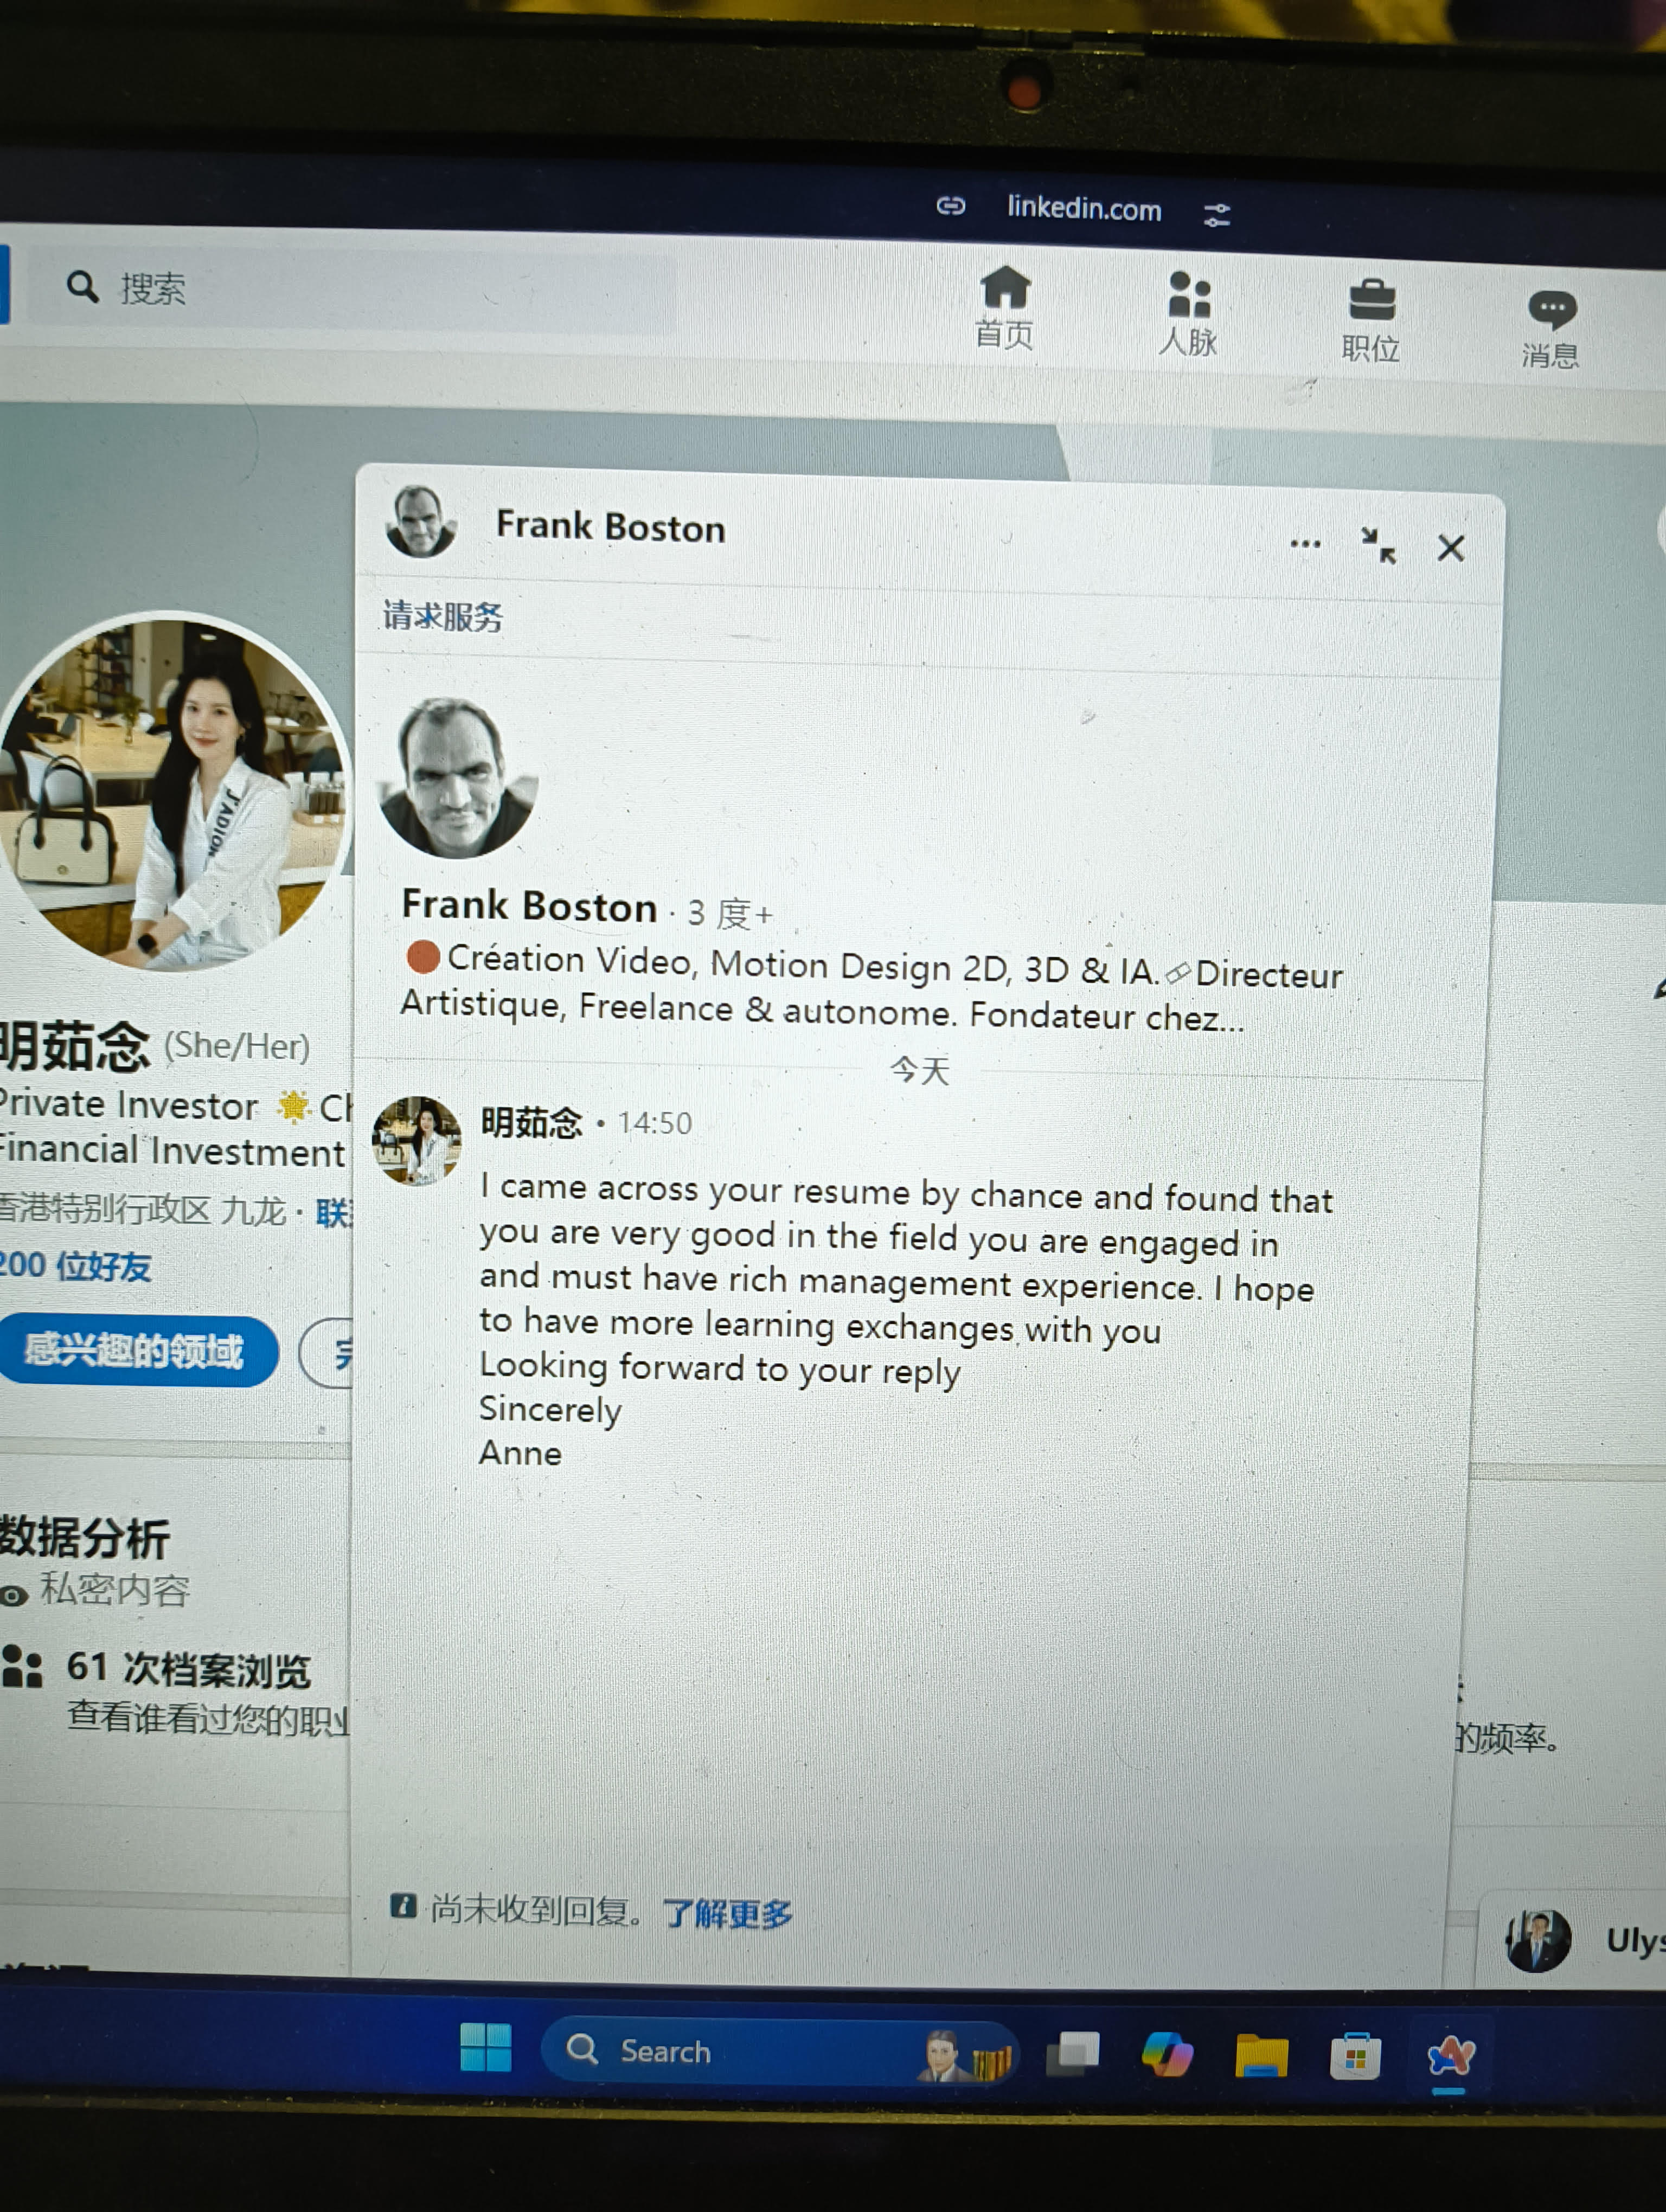 linkedin.com
搜索
首页
人脉
职位
消息
Frank Boston
请求服务
J'ADIOR
Frank Boston · 3 度+
Création Video, Motion Design 2D, 3D & IA. Directeur
Artistique, Freelance & autonome. Fondateur chez...
今天
明茹念 • 14:50
I came across your resume by chance and found that
you are very good in the field you are engaged in
and must have rich management experience. I hope
to have more learning exchanges with you
Looking forward to your reply
Sincerely
Anne
尚未收到回复。 了解更多
明茹念 (She/Her)
Private Investor
Financial Investment
香港特别行政区 九龙 · 联
200 位好友
感兴趣的领域
数据分析
私密内容
61 次档案浏览
查看谁看过您的职业
的频率。
Ulys
Search